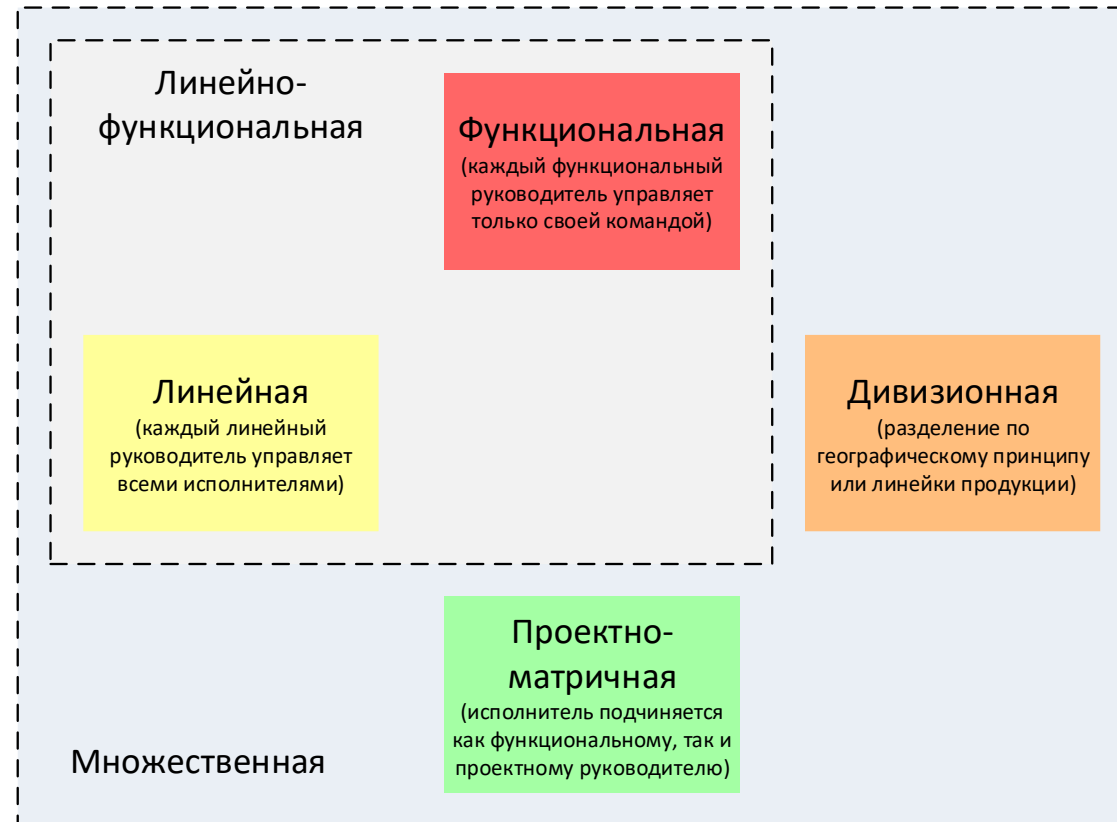 Линейно-
функциональная
Функциональная
(каждый функциональный
руководитель управляет
только своей командой)
Линейная
(каждый линейный
руководитель управляет
всеми исполнителями)
Дивизионная
(разделение по
географическому принципу
или линейки продукции)
Проектно-
матричная
(исполнитель подчиняется
как функциональному, так и
проектному руководителю)
Множественная